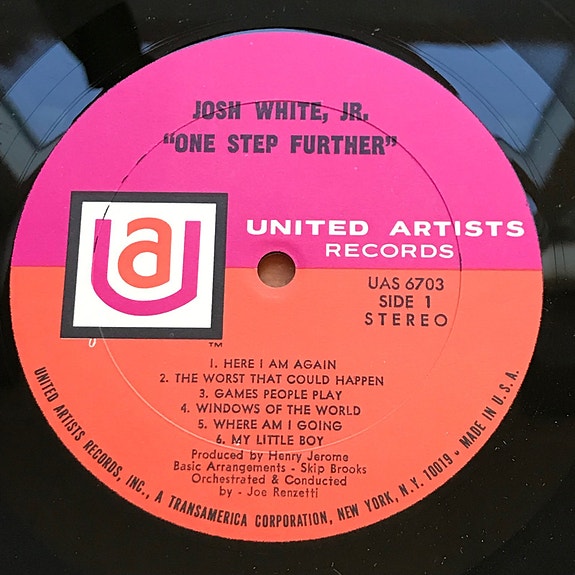 JOSH WHITE, JR.
"ONE STEP FURTHER"
ua
UNITED ARTISTS
RECORDS
UAS 6703
SIDE 1
STEREO
TM
1. HERE I AM AGAIN
2. THE WORST THAT COULD HAPPEN
3. GAMES PEOPLE PLAY
4. WINDOWS OF THE WORLD
5. WHERE AM I GOING
6. MY LITTLE BOY
Produced by Henry Jerome
Basic Arrangements - Skip Brooks
Orchestrated & Conducted
by - Joe Renzetti
UNITED ARTISTS RECORDS, INC., A TRANSAMERICA CORPORATION, NEW YORK, N.Y. 10019 - MADE IN U.S.A.